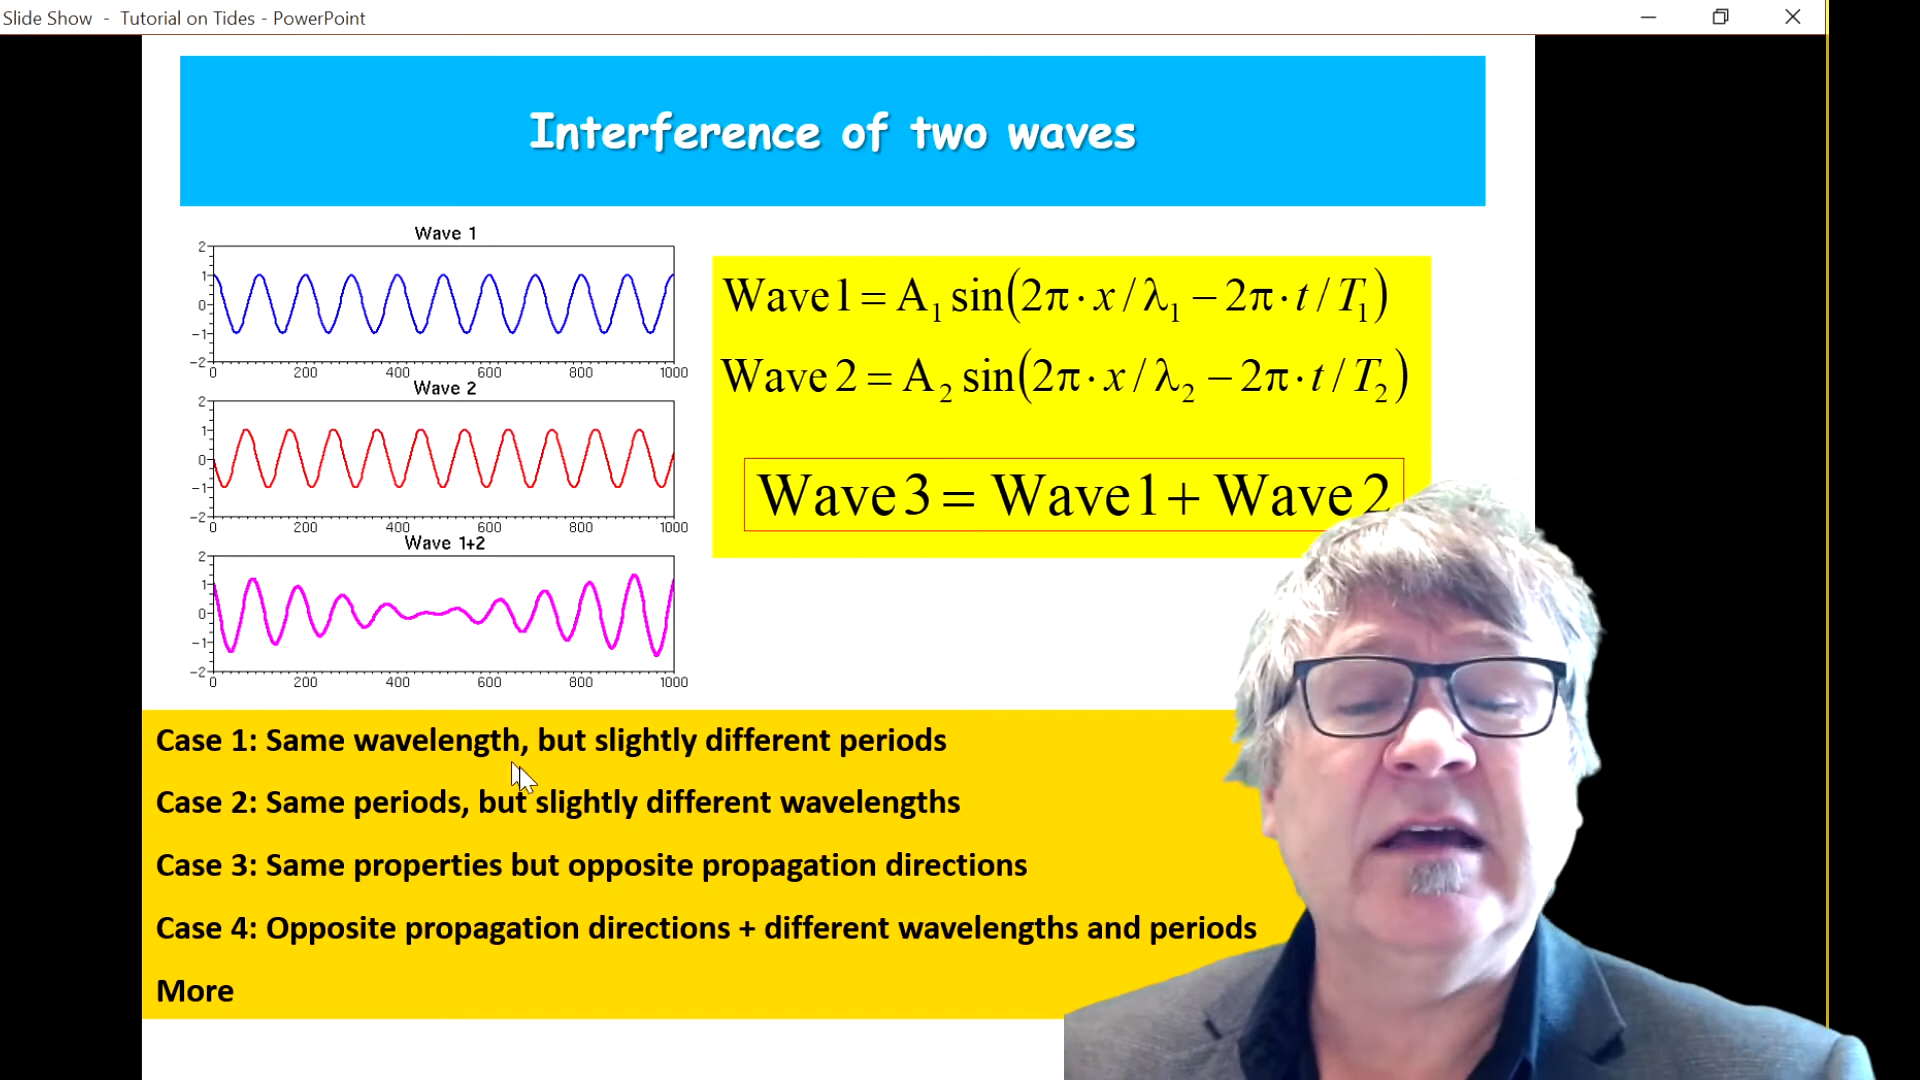 Slide Show - Tutorial on Tides - PowerPoint
Interference of two waves
Wave 1
2
1
0
−1
−2
0 200 400 600 800 1000
Wave 2
2
1
0
−1
−2
0 200 400 600 800 1000
Wave 1+2
2
1
0
−1
−2
0 200 400 600 800 1000
Wave 1 = A₁ sin(2π · x / λ₁ − 2π · t / T₁)
Wave 2 = A₂ sin(2π · x / λ₂ − 2π · t / T₂)
Wave 3 = Wave 1 + Wave 2
Case 1: Same wavelength, but slightly different periods
Case 2: Same periods, but slightly different wavelengths
Case 3: Same properties but opposite propagation directions
Case 4: Opposite propagation directions + different wavelengths and periods
More